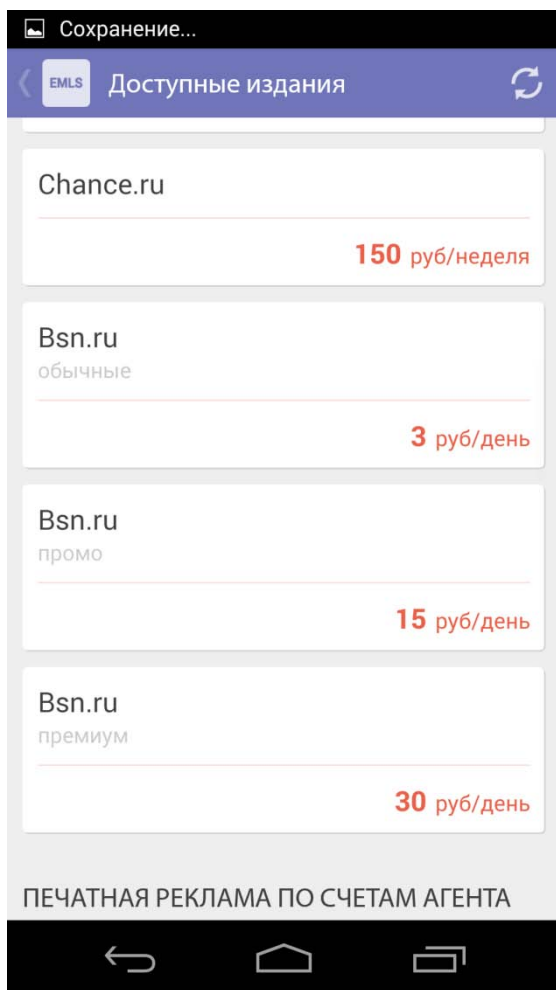 Сохранение...
EMLS
Доступные издания
Chance.ru
150 руб/неделя
Bsn.ru
обычные
3 руб/день
Bsn.ru
промо
15 руб/день
Bsn.ru
премиум
30 руб/день
ПЕЧАТНАЯ РЕКЛАМА ПО СЧЕТАМ АГЕНТА